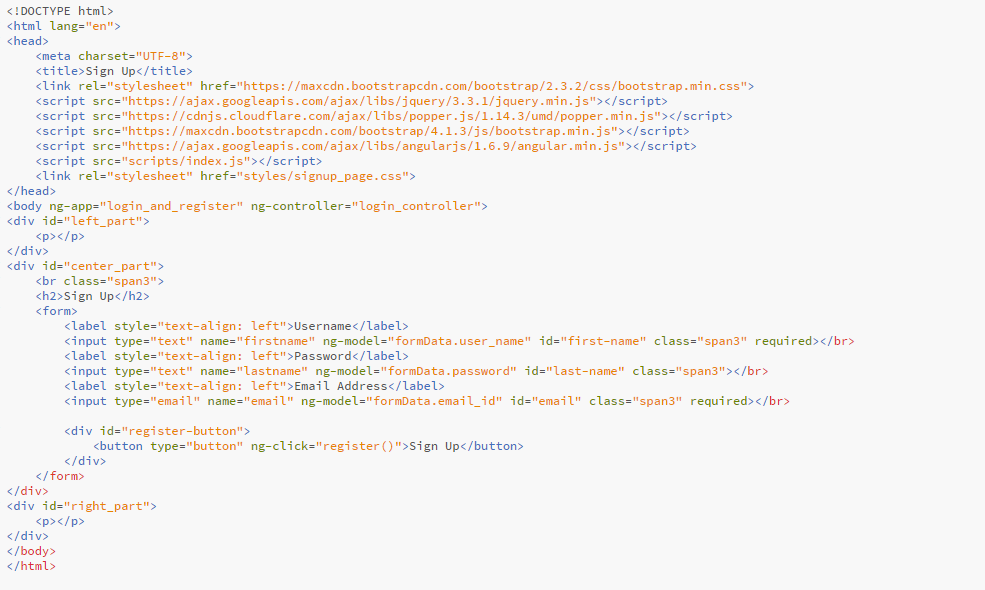 <!DOCTYPE html>
<html lang="en">
<head>
    <meta charset="UTF-8">
    <title>Sign Up</title>
    <link rel="stylesheet" href="https://maxcdn.bootstrapcdn.com/bootstrap/2.3.2/css/bootstrap.min.css">
    <script src="https://ajax.googleapis.com/ajax/libs/jquery/3.3.1/jquery.min.js"></script>
    <script src="https://cdnjs.cloudflare.com/ajax/libs/popper.js/1.14.3/umd/popper.min.js"></script>
    <script src="https://maxcdn.bootstrapcdn.com/bootstrap/4.1.3/js/bootstrap.min.js"></script>
    <script src="https://ajax.googleapis.com/ajax/libs/angularjs/1.6.9/angular.min.js"></script>
    <script src="scripts/index.js"></script>
    <link rel="stylesheet" href="styles/signup_page.css">
</head>
<body ng-app="login_and_register" ng-controller="login_controller">
<div id="left_part">
    <p></p>
</div>
<div id="center_part">
    <br class="span3">
    <h2>Sign Up</h2>
    <form>
        <label style="text-align: left">Username</label>
        <input type="text" name="firstname" ng-model="formData.user_name" id="first-name" class="span3" required></br>
        <label style="text-align: left">Password</label>
        <input type="text" name="lastname" ng-model="formData.password" id="last-name" class="span3"></br>
        <label style="text-align: left">Email Address</label>
        <input type="email" name="email" ng-model="formData.email_id" id="email" class="span3" required></br>
        <div id="register-button">
            <button type="button" ng-click="register()">Sign Up</button>
        </div>
    </form>
</div>
<div id="right_part">
    <p></p>
</div>
</body>
</html>